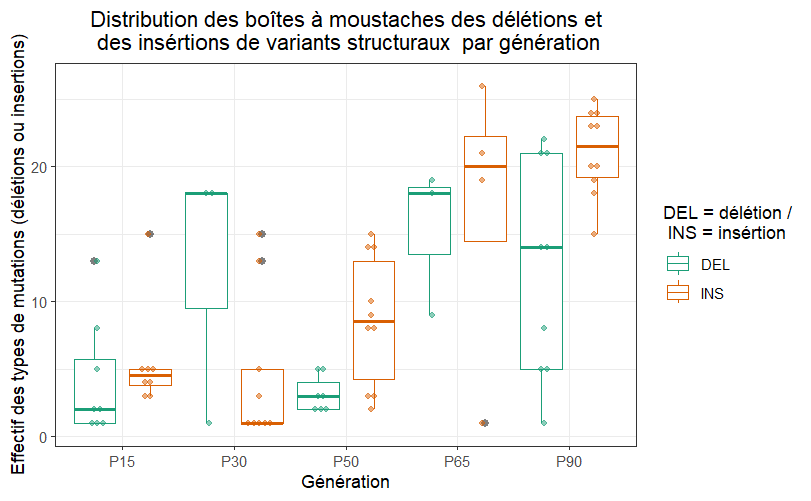 Distribution des boîtes à moustaches des délétions et
des insértions de variants structuraux  par génération
Effectif des types de mutations (délétions ou insertions)
20
10
0
P15
P30
P50
P65
P90
Génération
DEL = délétion /
INS = insértion
DEL
INS